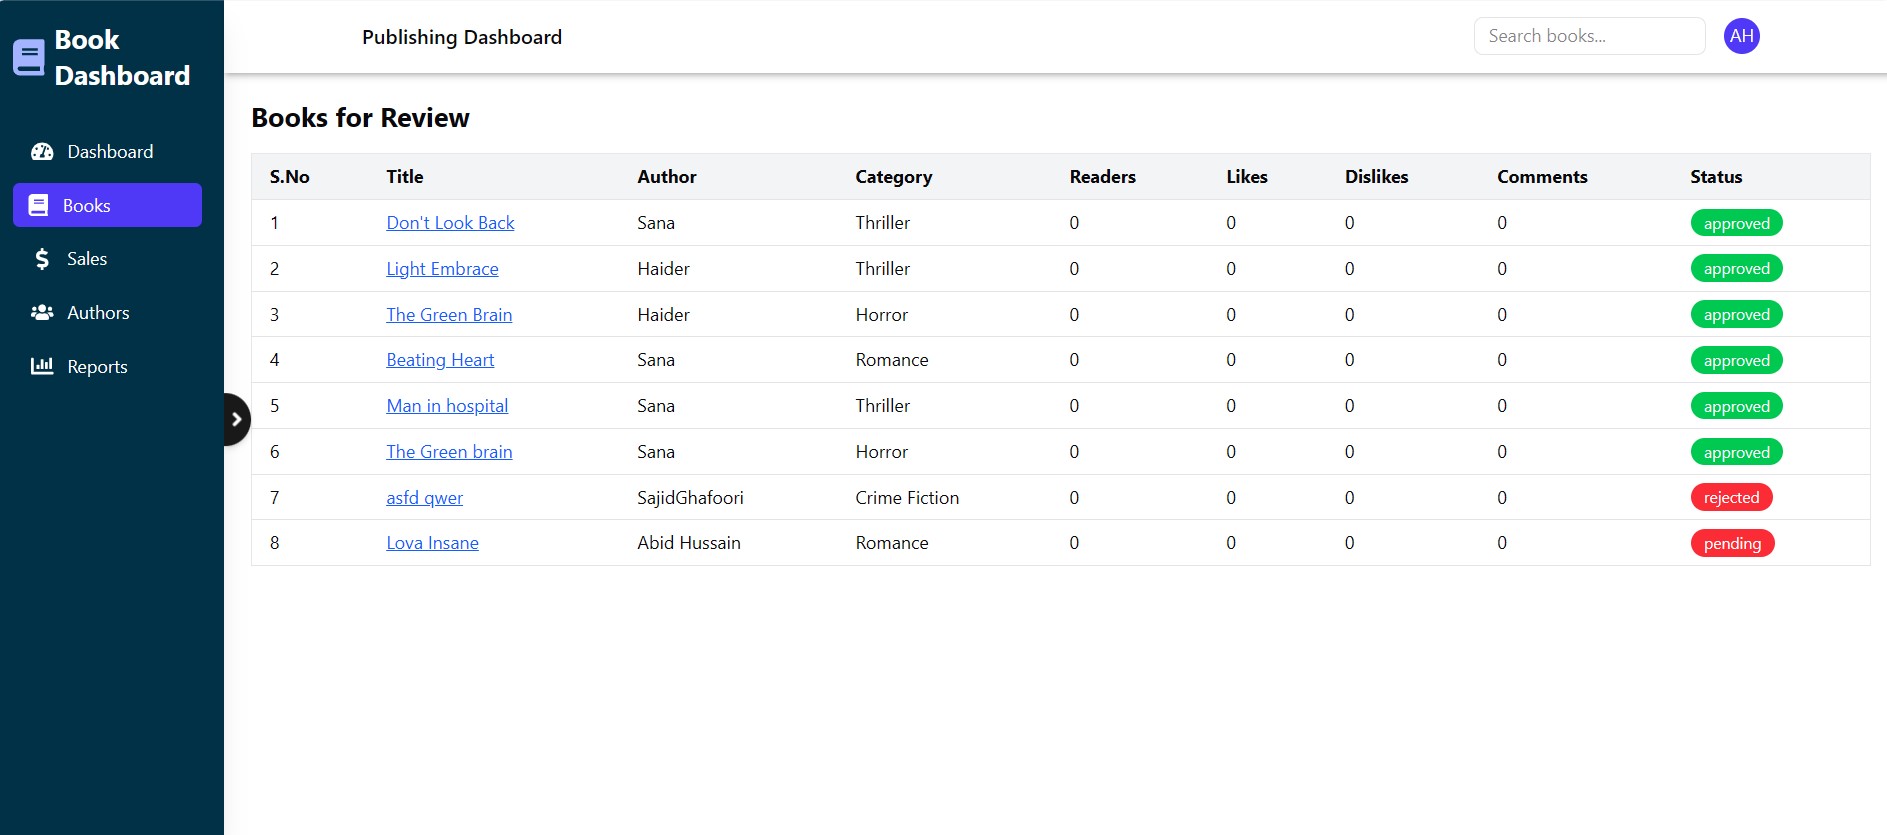 Book
Dashboard
Dashboard
Books
Sales
Authors
Reports
Publishing Dashboard
Search books...
AH
Books for Review
S.No Title Author Category Readers Likes Dislikes Comments Status
1 Don't Look Back Sana Thriller 0 0 0 0 approved
2 Light Embrace Haider Thriller 0 0 0 0 approved
3 The Green Brain Haider Horror 0 0 0 0 approved
4 Beating Heart Sana Romance 0 0 0 0 approved
5 Man in hospital Sana Thriller 0 0 0 0 approved
6 The Green brain Sana Horror 0 0 0 0 approved
7 asfd qwer SajidGhafoori Crime Fiction 0 0 0 0 rejected
8 Lova Insane Abid Hussain Romance 0 0 0 0 pending